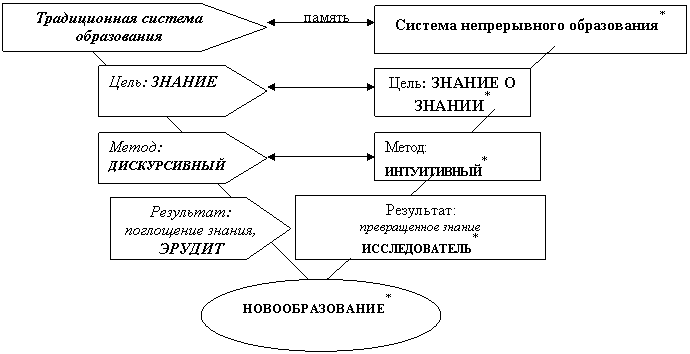 Традиционная система
образования
память
Система непрерывного образования*
Цель: ЗНАНИЕ
Цель: ЗНАНИЕ О
ЗНАНИИ*
Метод:
ДИСКУРСИВНЫЙ
Метод:
ИНТУИТИВНЫЙ*
Результат:
поглощение знания,
ЭРУДИТ
Результат:
превращенное знание
ИССЛЕДОВАТЕЛЬ*
НОВООБРАЗОВАНИЕ*